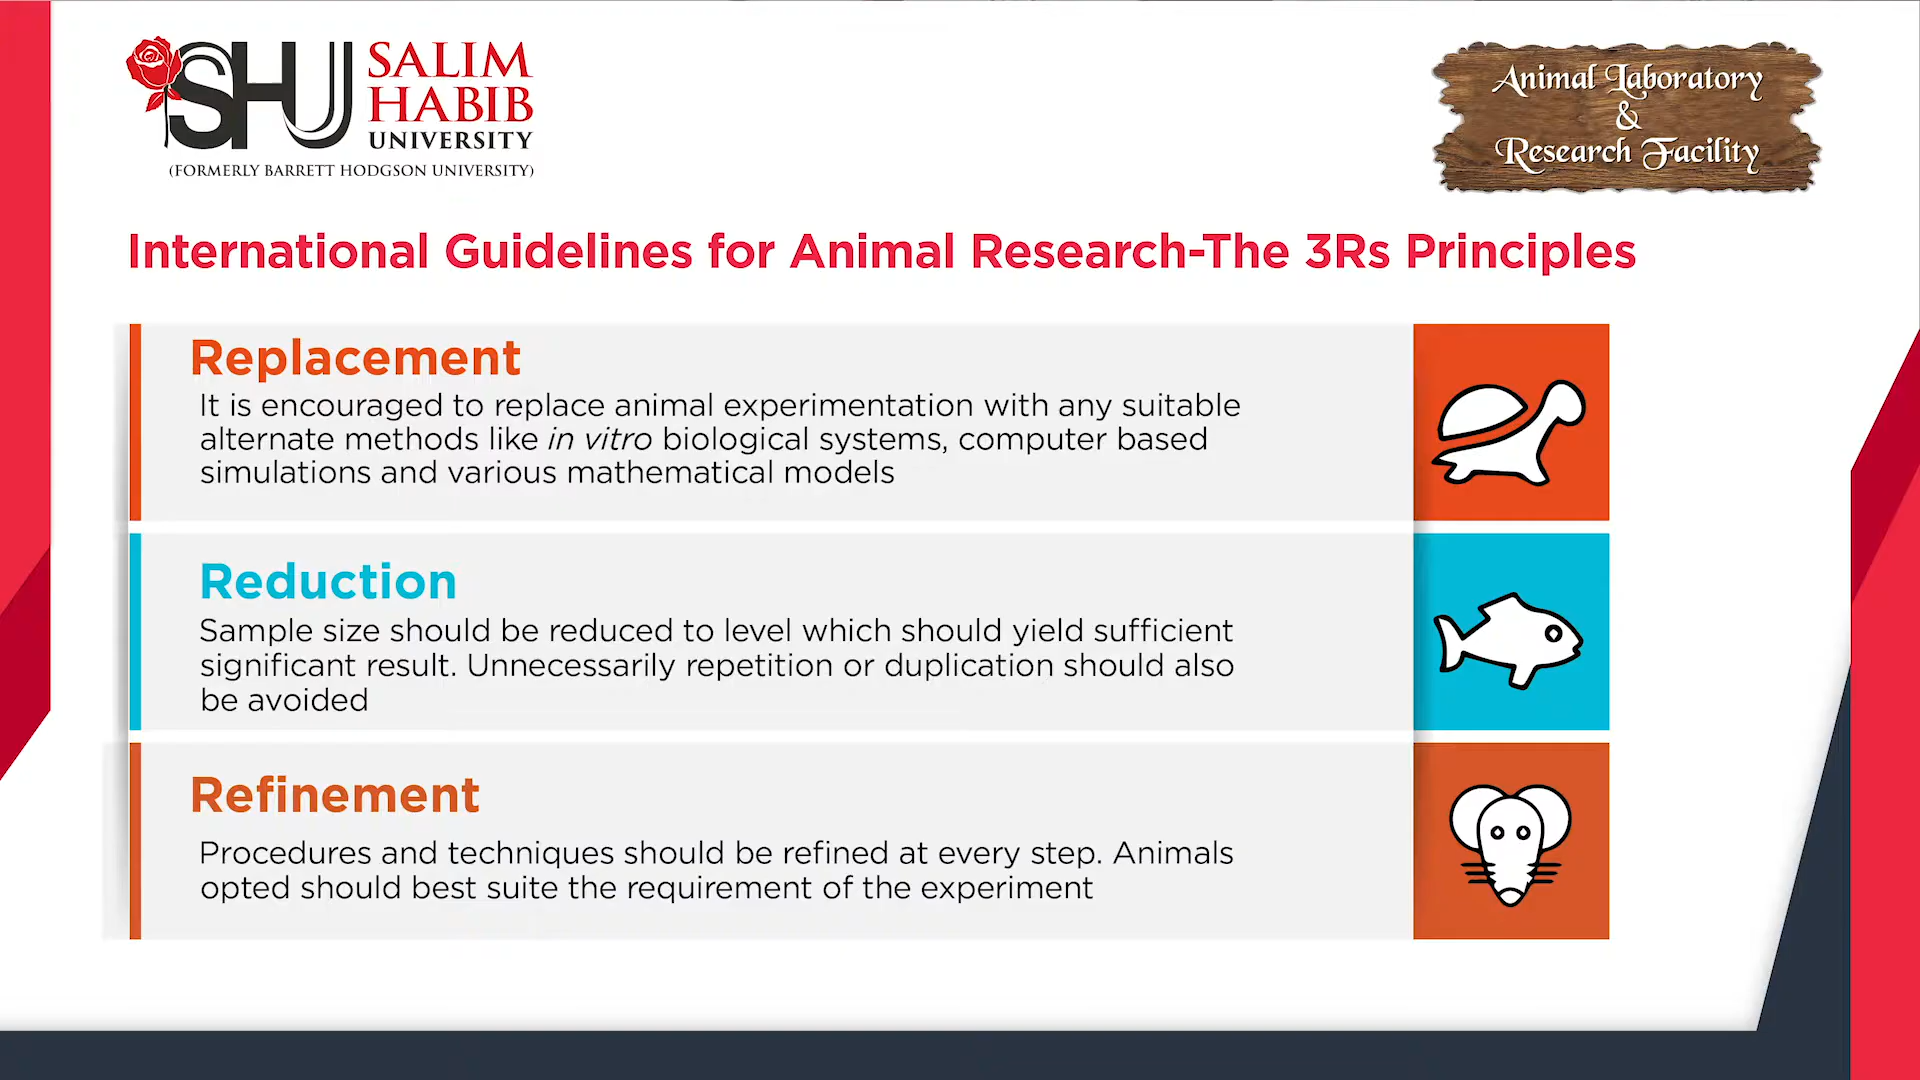 SHU
SALIM
HABIB
UNIVERSITY
(FORMERLY BARRETT HODGSON UNIVERSITY)
Animal Laboratory
&
Research Facility
International Guidelines for Animal Research-The 3Rs Principles
Replacement
It is encouraged to replace animal experimentation with any suitable
alternate methods like in vitro biological systems, computer based
simulations and various mathematical models
Reduction
Sample size should be reduced to level which should yield sufficient
significant result. Unnecessarily repetition or duplication should also
be avoided
Refinement
Procedures and techniques should be refined at every step. Animals
opted should best suite the requirement of the experiment